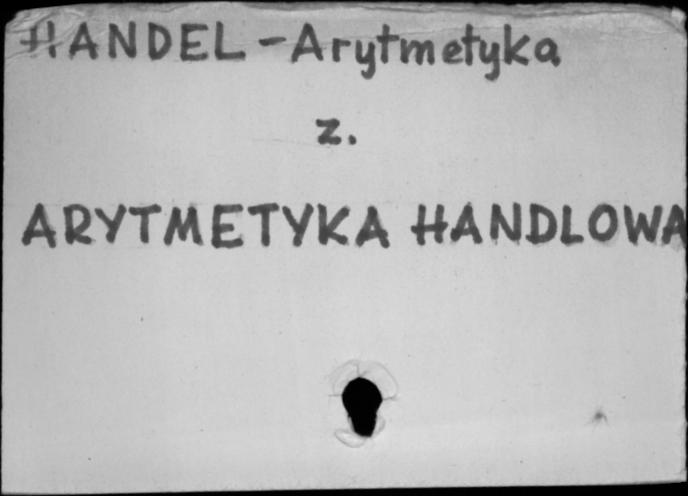 HANDEL - Arytmetyka
z.
ARYTMETYKA HANDLOWA